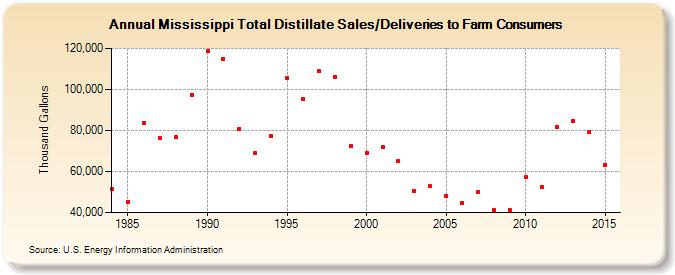 Annual Mississippi Total Distillate Sales/Deliveries to Farm Consumers
Thousand Gallons
120,000
100,000
80,000
60,000
40,000
1985 1990 1995 2000 2005 2010 2015
Source: U.S. Energy Information Administration